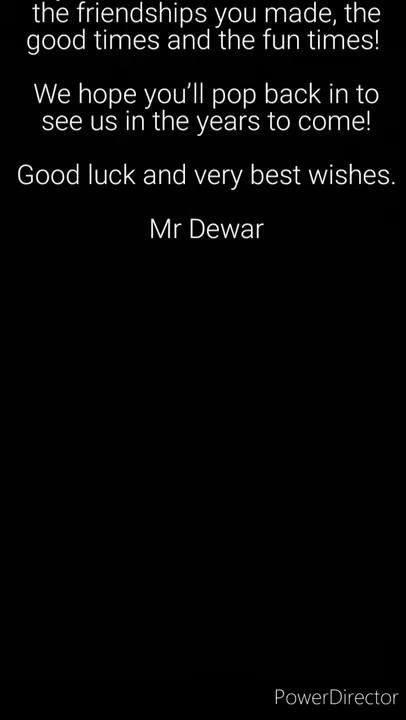 the friendships you made, the
good times and the fun times!
We hope you’ll pop back in to
see us in the years to come!
Good luck and very best wishes.
Mr Dewar
PowerDirector